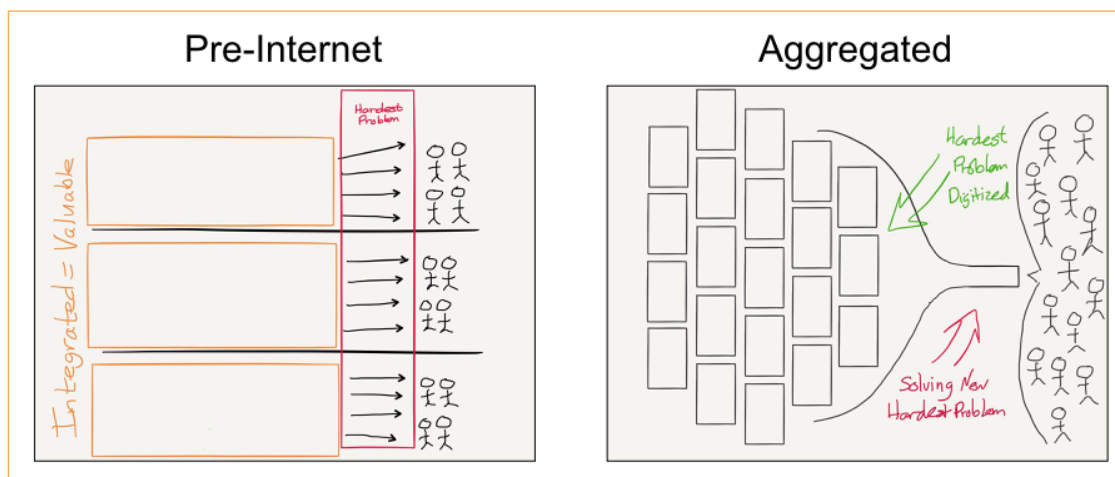 Pre-Internet
Integrated = Valuable
Hardest
Problem
Aggregated
Hardest
Problem
Digitized
Solving New
Hardest Problem